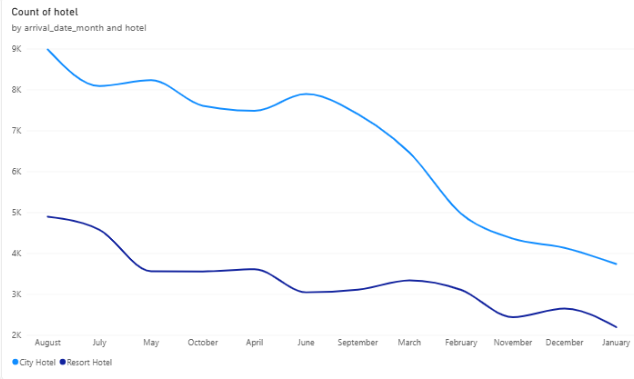 Count of hotel
by arrival_date_month and hotel
9K
8K
7K
6K
5K
4K
3K
2K
August July May October April June September March February November December January
City Hotel Resort Hotel